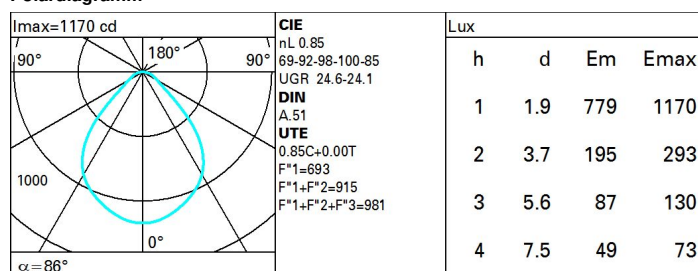 Imax=1170 cd
90° 180° 90°
1000
0°
α=86°
CIE
nL 0.85
69-92-98-100-85
UGR 24.6-24.1
DIN
A.51
UTE
0.85C+0.00T
F"1=693
F"1+F"2=915
F"1+F"2+F"3=981
Lux
h d Em Emax
1 1.9 779 1170
2 3.7 195 293
3 5.6 87 130
4 7.5 49 73